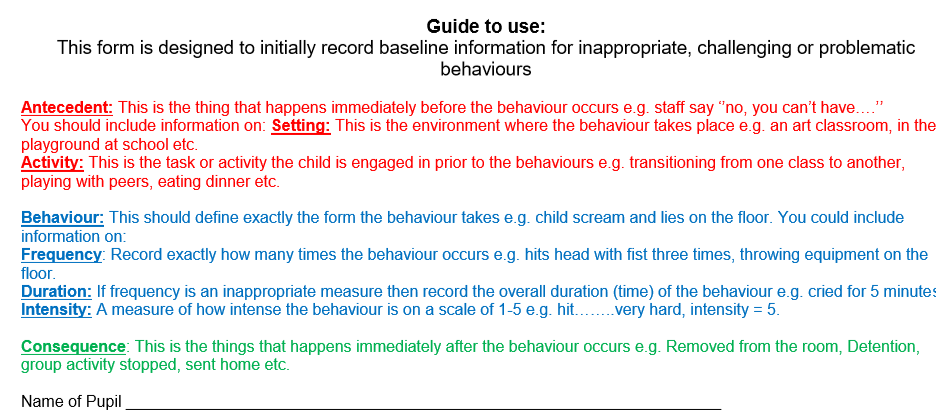 Guide to use:
This form is designed to initially record baseline information for inappropriate, challenging or problematic
behaviours
Antecedent: This is the thing that happens immediately before the behaviour occurs e.g. staff say ‘’no, you can’t have….’’
You should include information on: Setting: This is the environment where the behaviour takes place e.g. an art classroom, in the
playground at school etc.
Activity: This is the task or activity the child is engaged in prior to the behaviours e.g. transitioning from one class to another,
playing with peers, eating dinner etc.
Behaviour: This should define exactly the form the behaviour takes e.g. child scream and lies on the floor. You could include
information on:
Frequency: Record exactly how many times the behaviour occurs e.g. hits head with fist three times, throwing equipment on the
floor.
Duration: If frequency is an inappropriate measure then record the overall duration (time) of the behaviour e.g. cried for 5 minutes
Intensity: A measure of how intense the behaviour is on a scale of 1-5 e.g. hit……..very hard, intensity = 5.
Consequence: This is the things that happens immediately after the behaviour occurs e.g. Removed from the room, Detention,
group activity stopped, sent home etc.
Name of Pupil